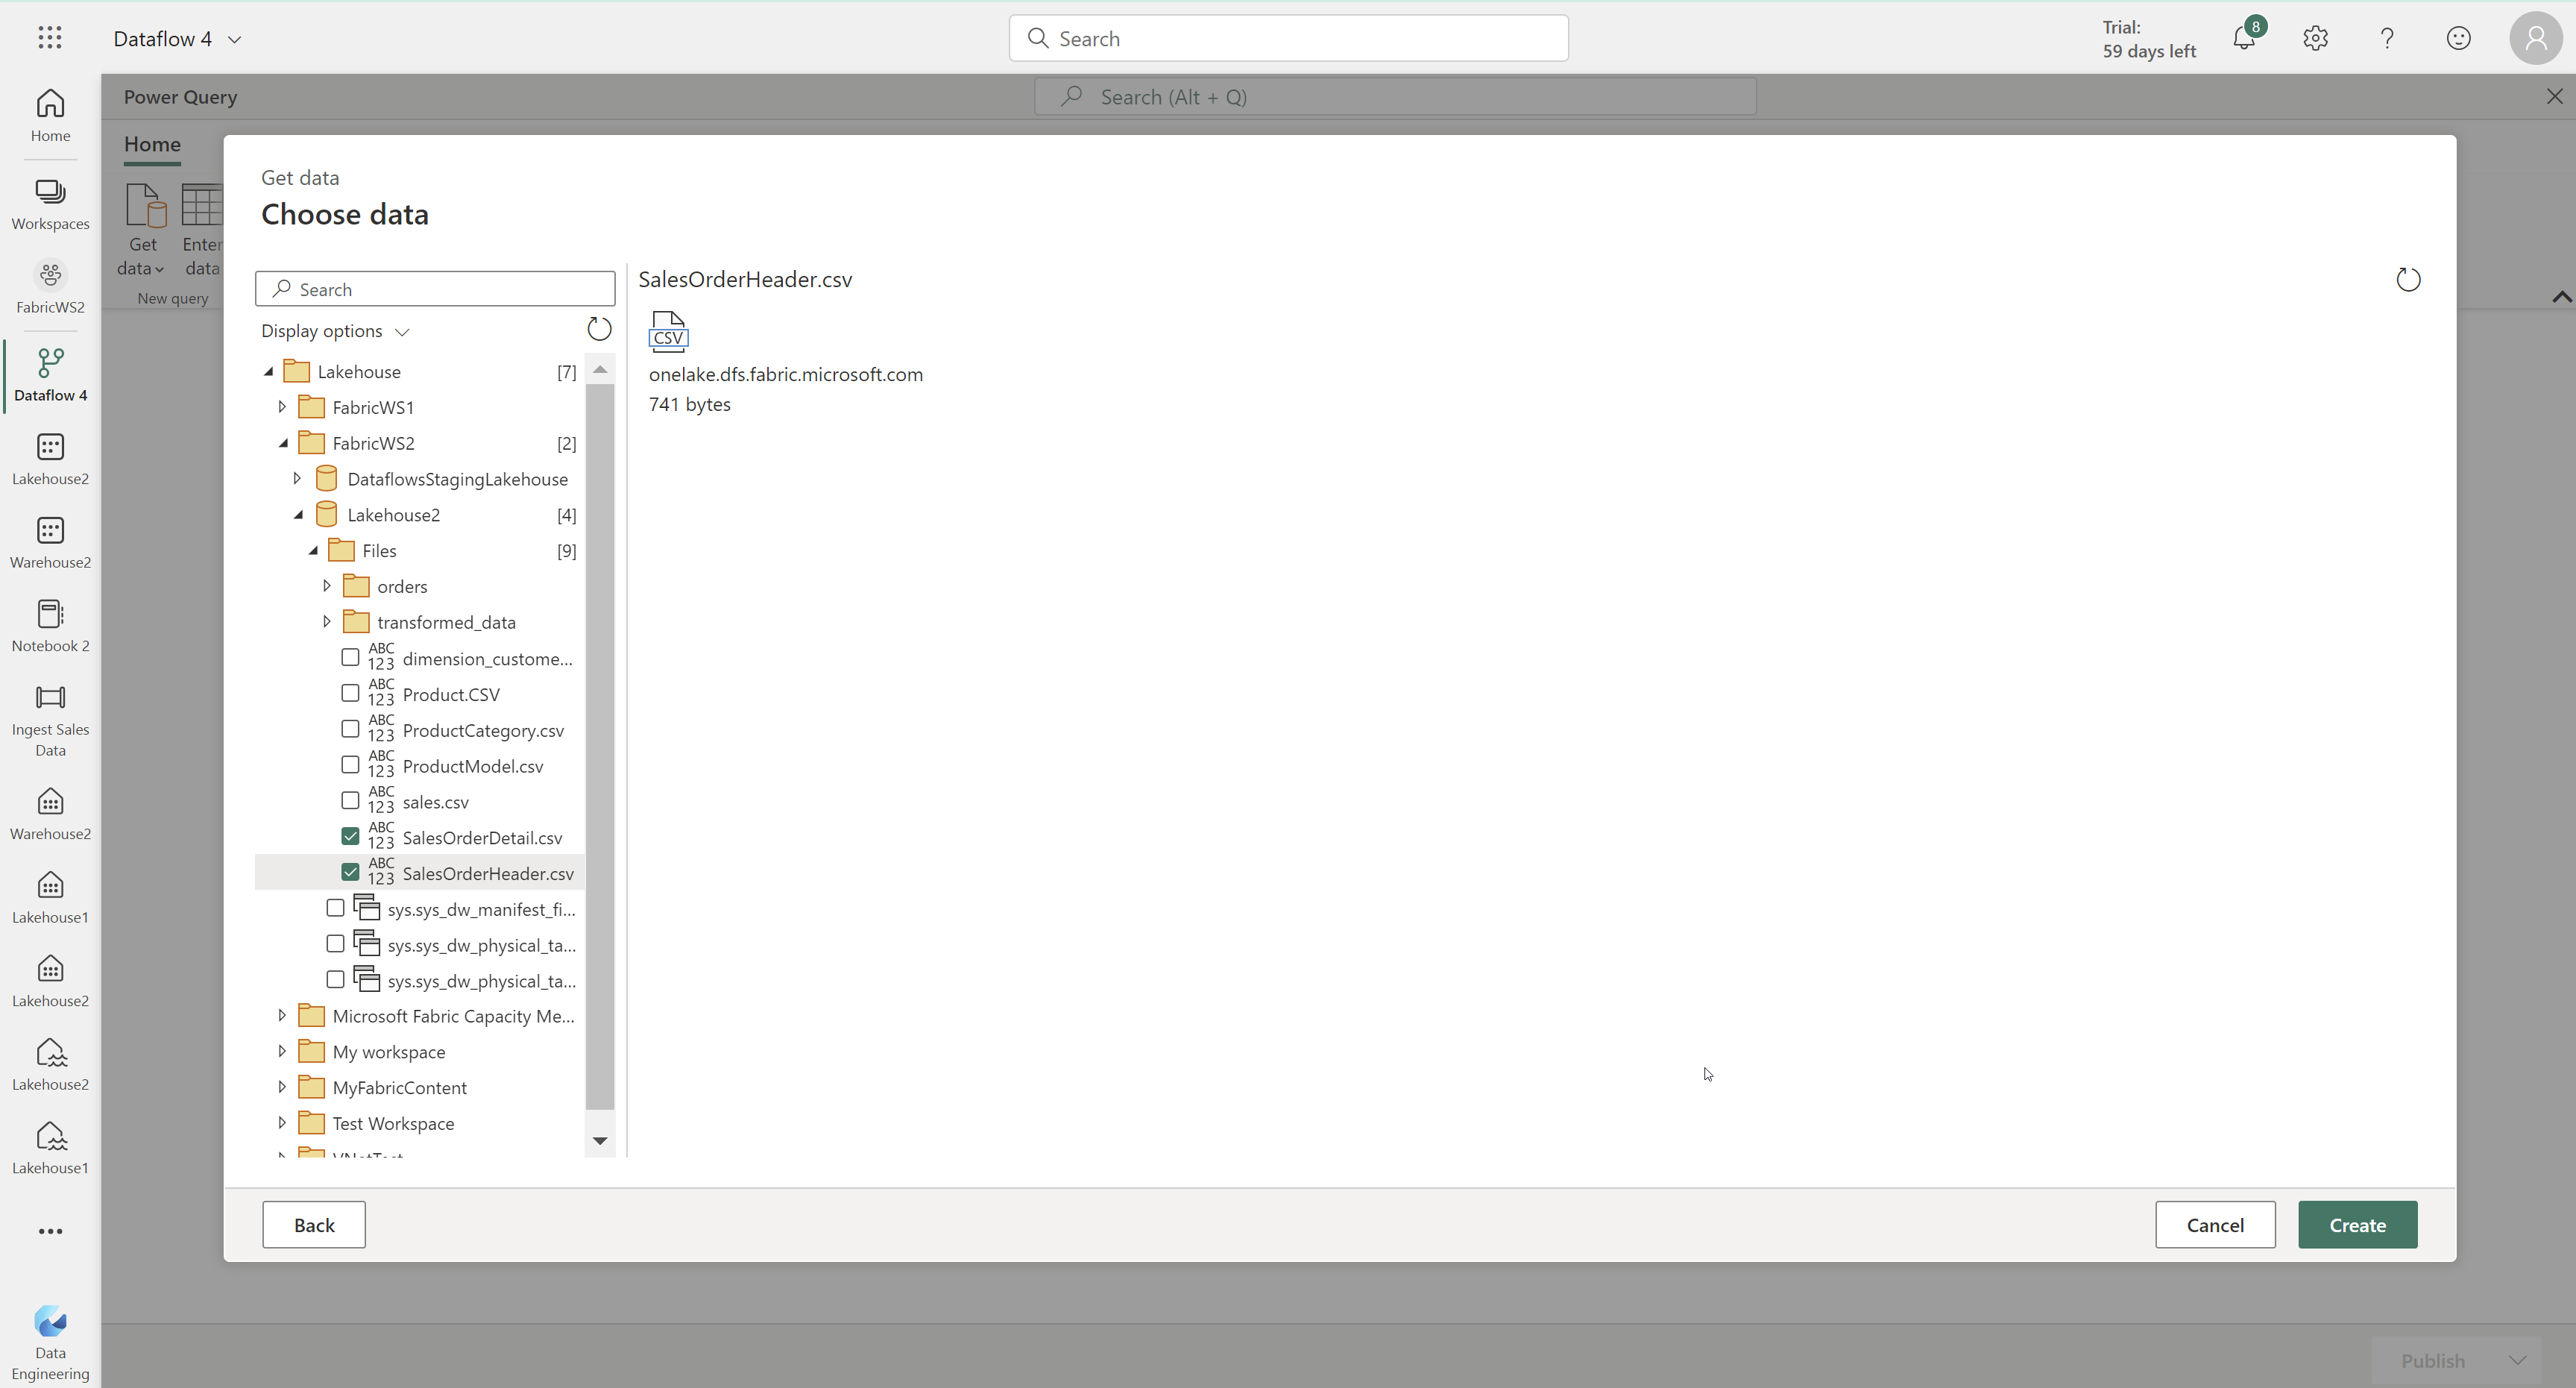 Dataflow 4
Search
Trial:
59 days left
8
Home
Workspaces
FabricWS2
Dataflow 4
Lakehouse2
Warehouse2
Notebook 2
Ingest Sales
Data
Warehouse2
Lakehouse1
Lakehouse2
Lakehouse2
Lakehouse1
Data
Engineering
Power Query
Search (Alt + Q)
Home
Get
data
Enter
data
New query
Get data
Choose data
Search
Display options
Lakehouse [7]
FabricWS1
FabricWS2 [2]
DataflowsStagingLakehouse
Lakehouse2 [4]
Files [9]
orders
transformed_data
ABC
123 dimension_custome...
ABC
123 Product.CSV
ABC
123 ProductCategory.csv
ABC
123 ProductModel.csv
ABC
123 sales.csv
ABC
123 SalesOrderDetail.csv
ABC
123 SalesOrderHeader.csv
sys.sys_dw_manifest_fi...
sys.sys_dw_physical_ta...
sys.sys_dw_physical_ta...
Microsoft Fabric Capacity Me...
My workspace
MyFabricContent
Test Workspace
VNetTest
SalesOrderHeader.csv
CSV
onelake.dfs.fabric.microsoft.com
741 bytes
Back
Cancel
Create
Publish